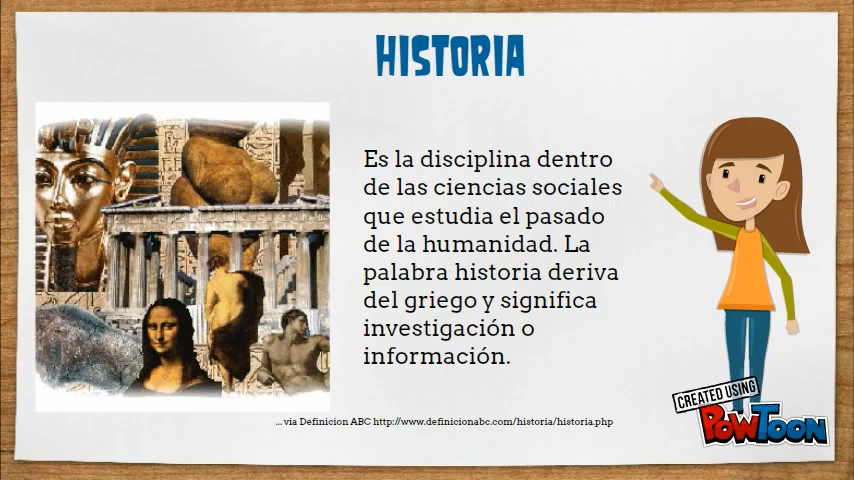 HISTORIA
Es la disciplina dentro
de las ciencias sociales
que estudia el pasado
de la humanidad. La
palabra historia deriva
del griego y significa
investigación o
información.
... via Definicion ABC http://www.definicionabc.com/historia/historia.php
CREATED USING
POWTOON